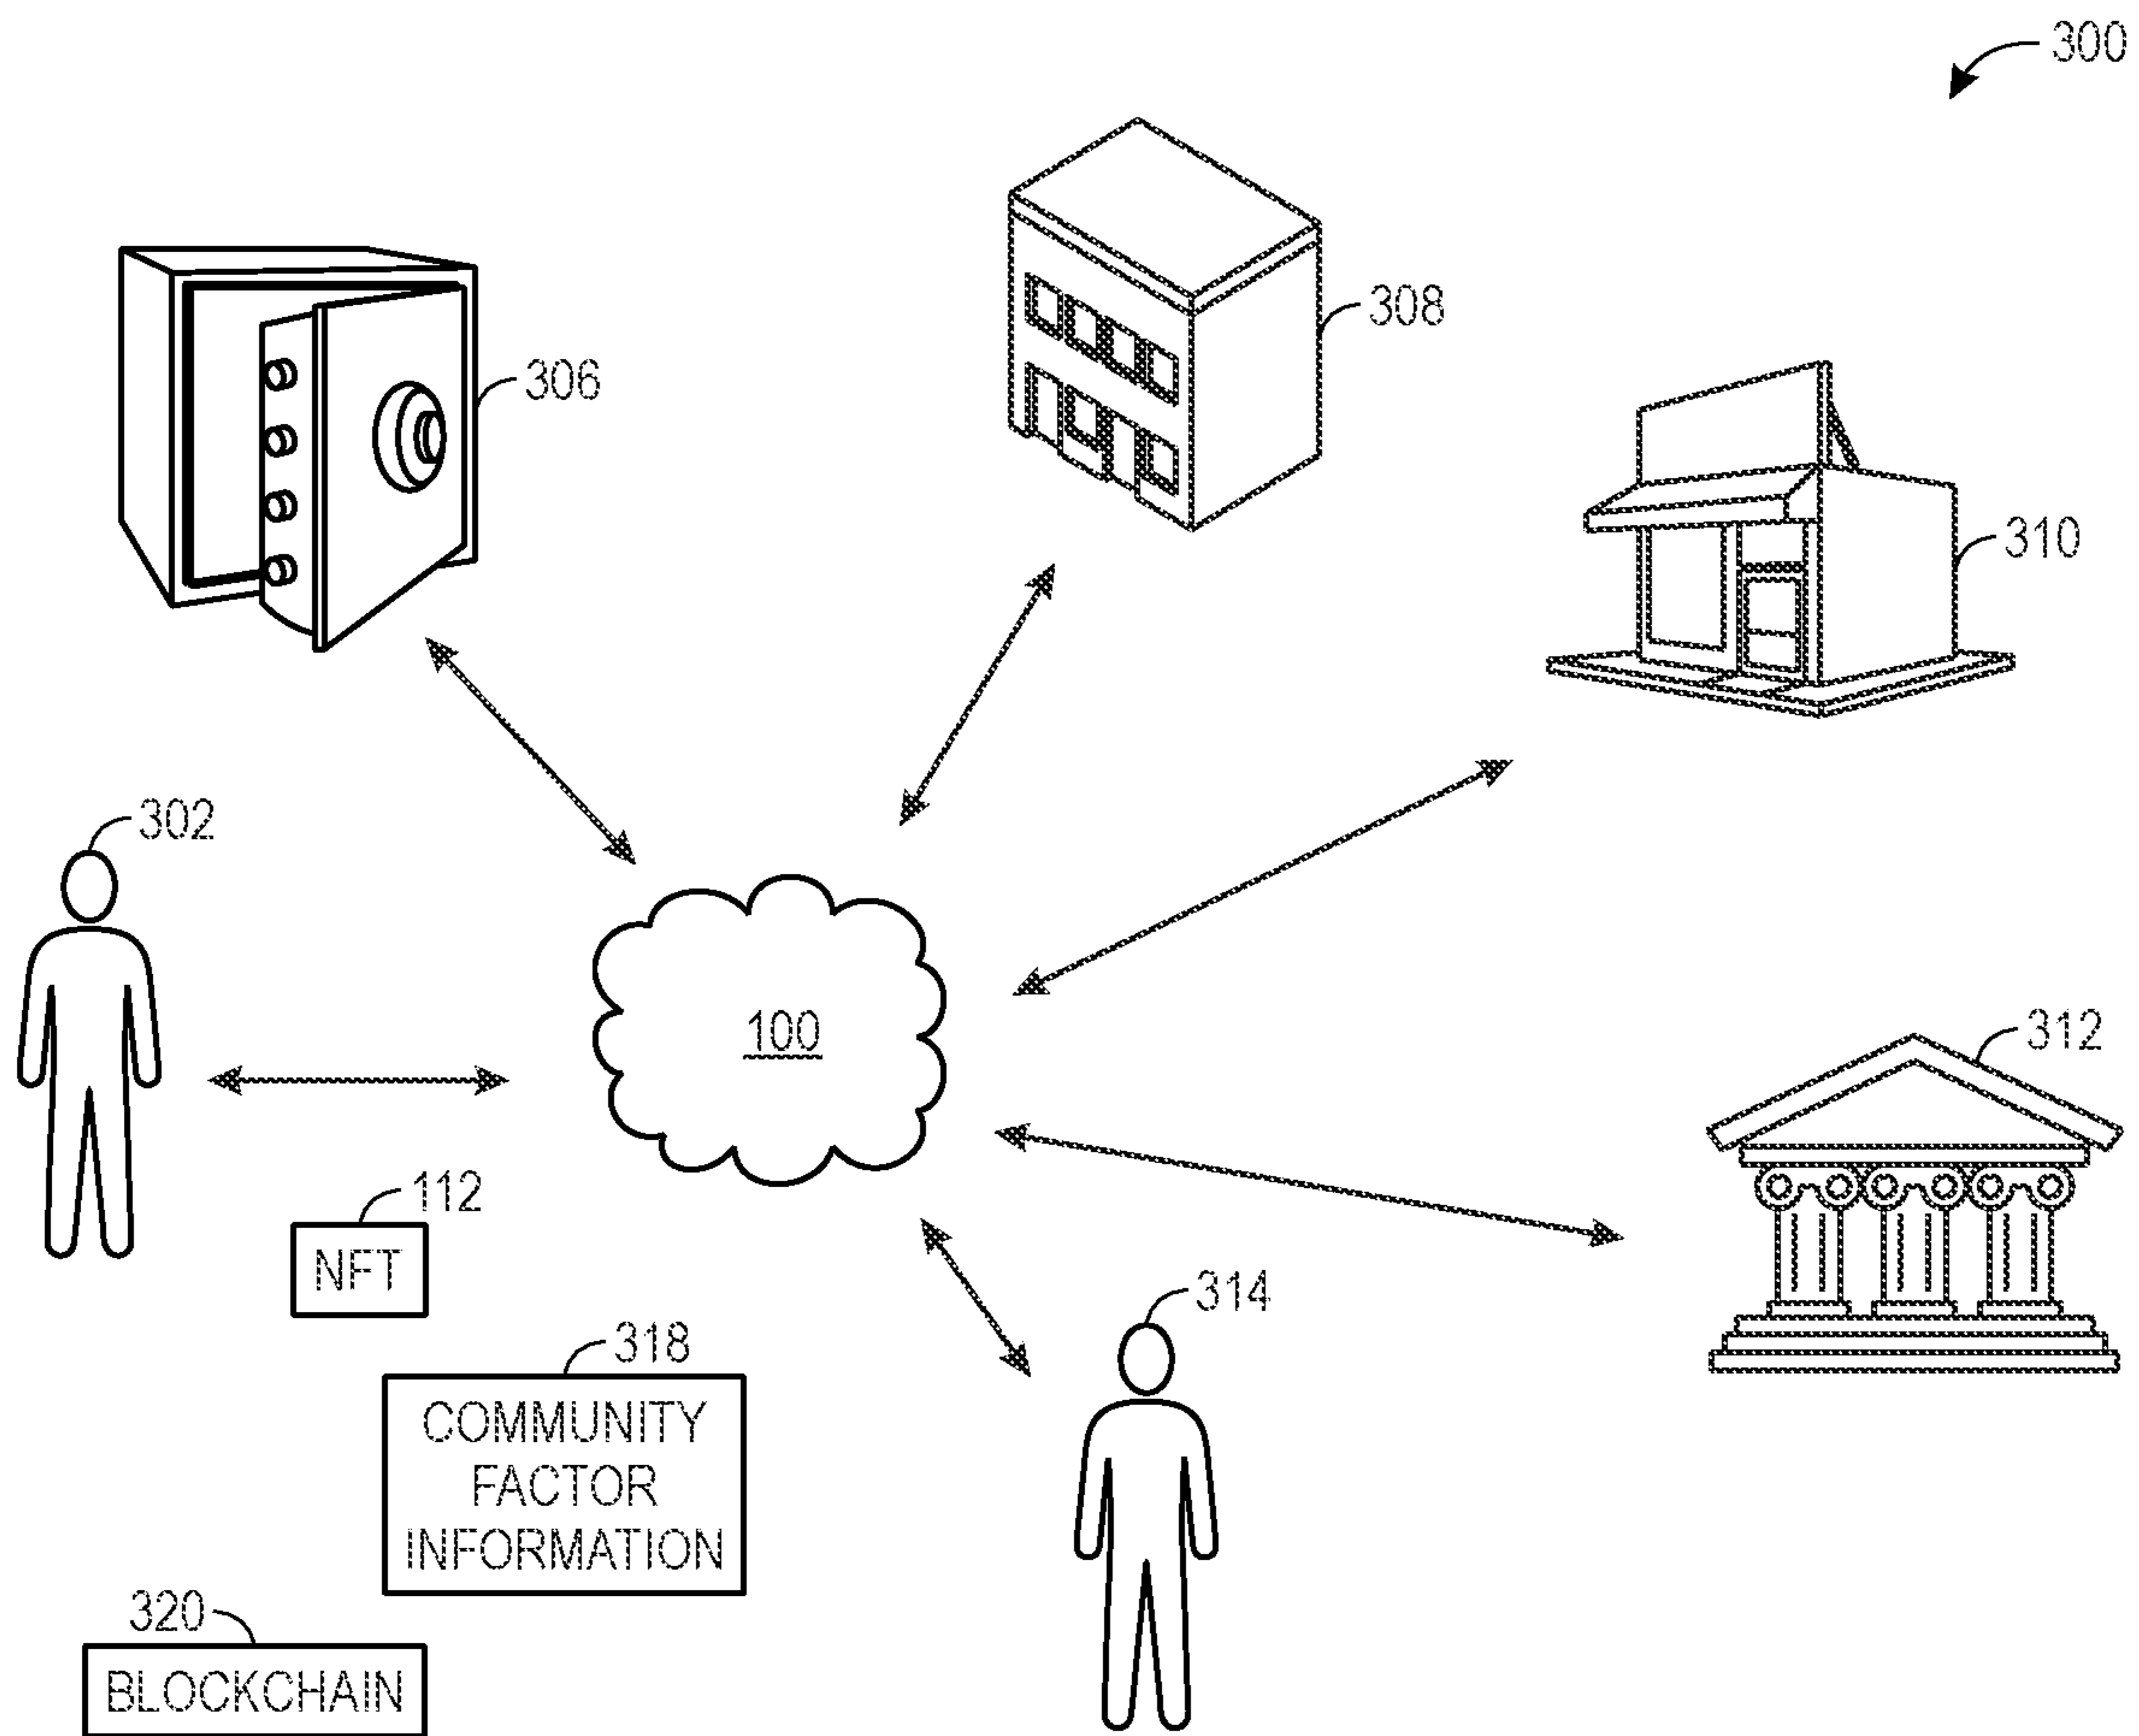 300
308
306
310
302
100
312
112
NFT
314
318
COMMUNITY
FACTOR
INFORMATION
320
BLOCKCHAIN